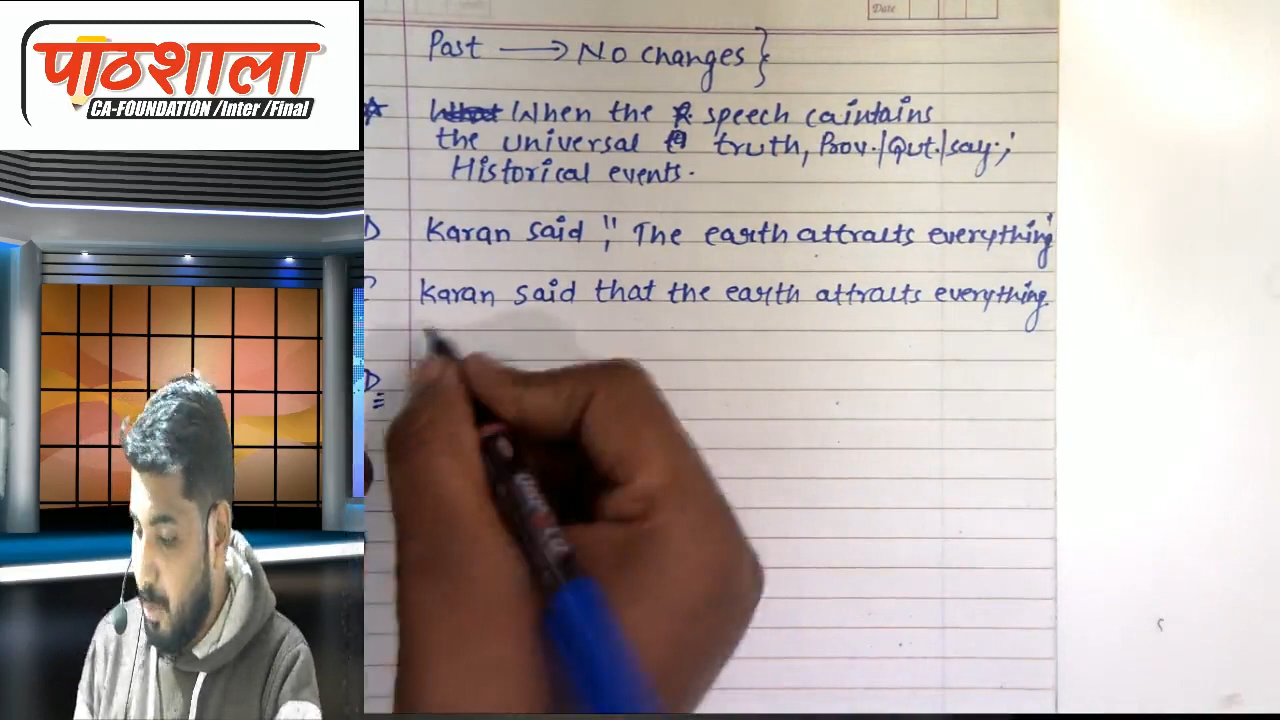 पाठशाला
CA-FOUNDATION /Inter /Final
Date
Past → No changes }
When the speech caintains
the universal truth, Prov./Qut./say.;
Historical events.
D Karan said ," The earth attracts everything"
C Karan said that the earth attracts everything.
D